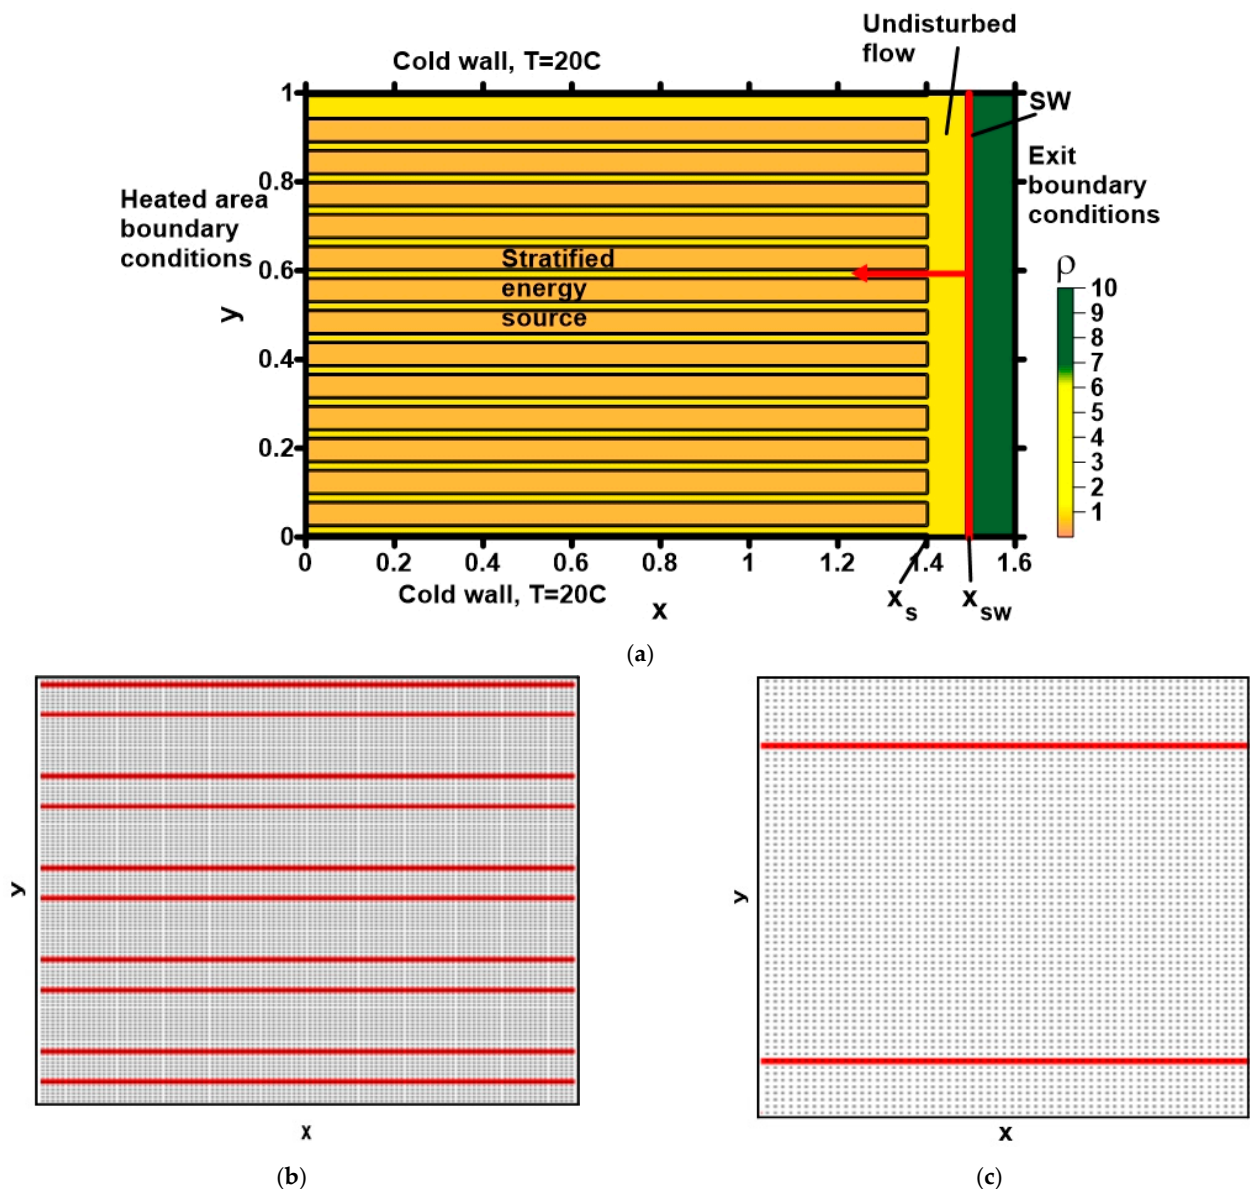 Undisturbed
flow
Cold wall, T=20C
1
SW
Exit
boundary
conditions
0.8
Heated area
boundary
conditions
Stratified
energy
source
0.6
ρ
10
9
8
7
6
5
4
3
2
1
y
0.4
0.2
0
0 0.2 0.4 0.6 0.8 1 1.2 1.4 1.6
Cold wall, T=20C
x
xs
xsw
(a)
y
y
x
x
(b)
(c)